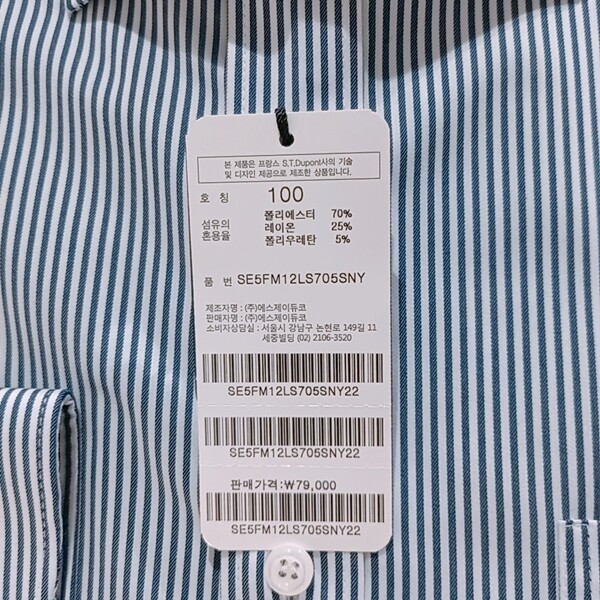 본 제품은 프랑스 S,T,Dupont사의 기술
및 디자인 제공으로 제조한 상품입니다.
호 칭 100
섬유의 혼용율
폴리에스터 70%
레이온 25%
폴리우레탄 5%
품 번 SE5FM12LS705SNY
제조자명 : (주)에스제이듀코
판매자명 : (주)에스제이듀코
소비자상담실 : 서울시 강남구 논현로 149길 11
세중빌딩 (02) 2106-3520
SE5FM12LS705SNY22
SE5FM12LS705SNY22
판매가격:₩79,000
SE5FM12LS705SNY22